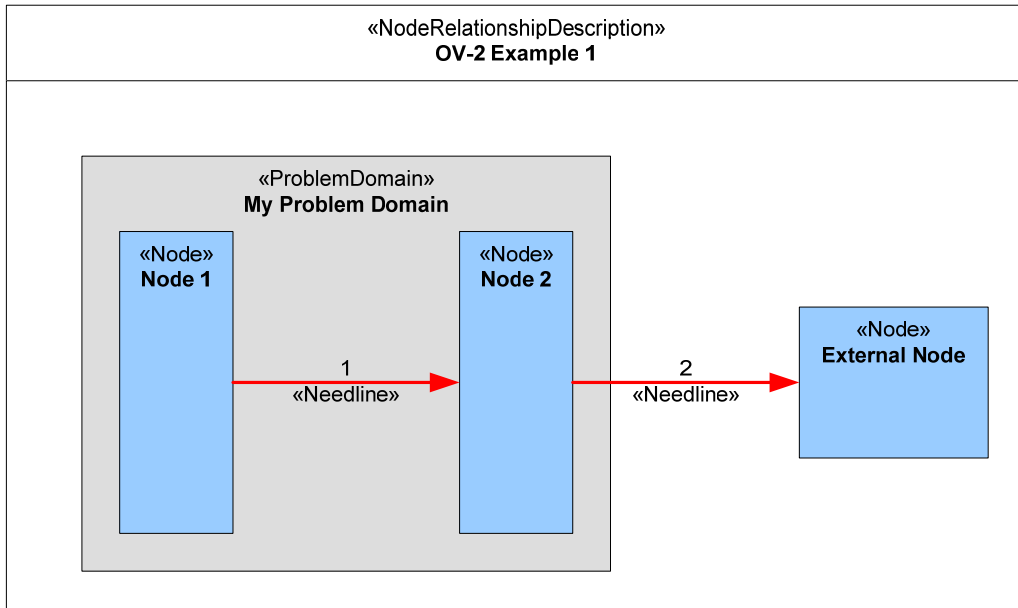 «NodeRelationshipDescription»
OV-2 Example 1
«ProblemDomain»
My Problem Domain
«Node»
Node 1
«Node»
Node 2
«Node»
External Node
1
«Needline»
2
«Needline»